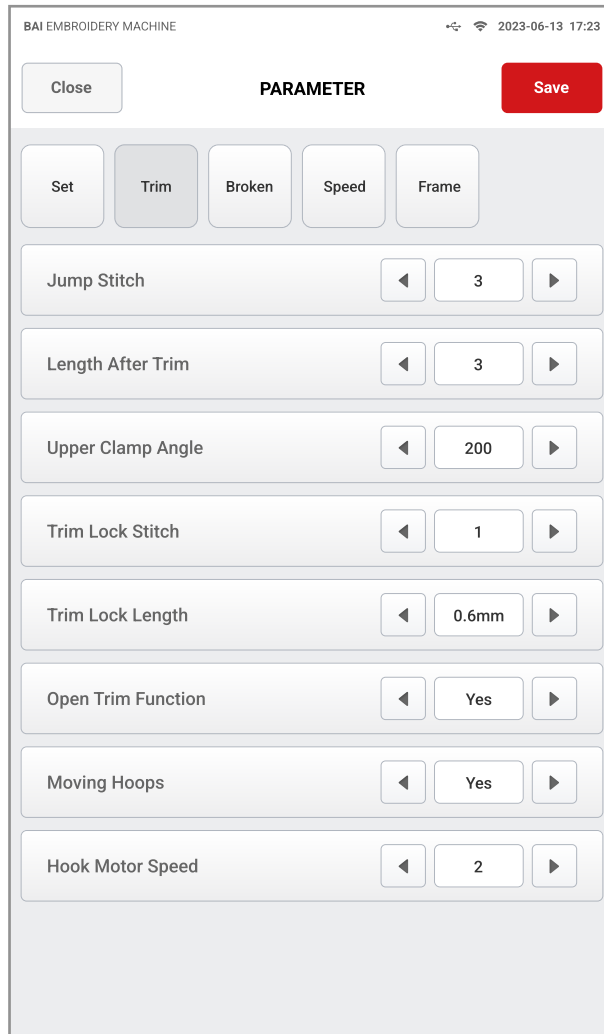 BAI EMBROIDERY MACHINE 2023-06-13 17:23
Close PARAMETER Save
Set Trim Broken Speed Frame
Jump Stitch 3
Length After Trim 3
Upper Clamp Angle 200
Trim Lock Stitch 1
Trim Lock Length 0.6mm
Open Trim Function Yes
Moving Hoops Yes
Hook Motor Speed 2